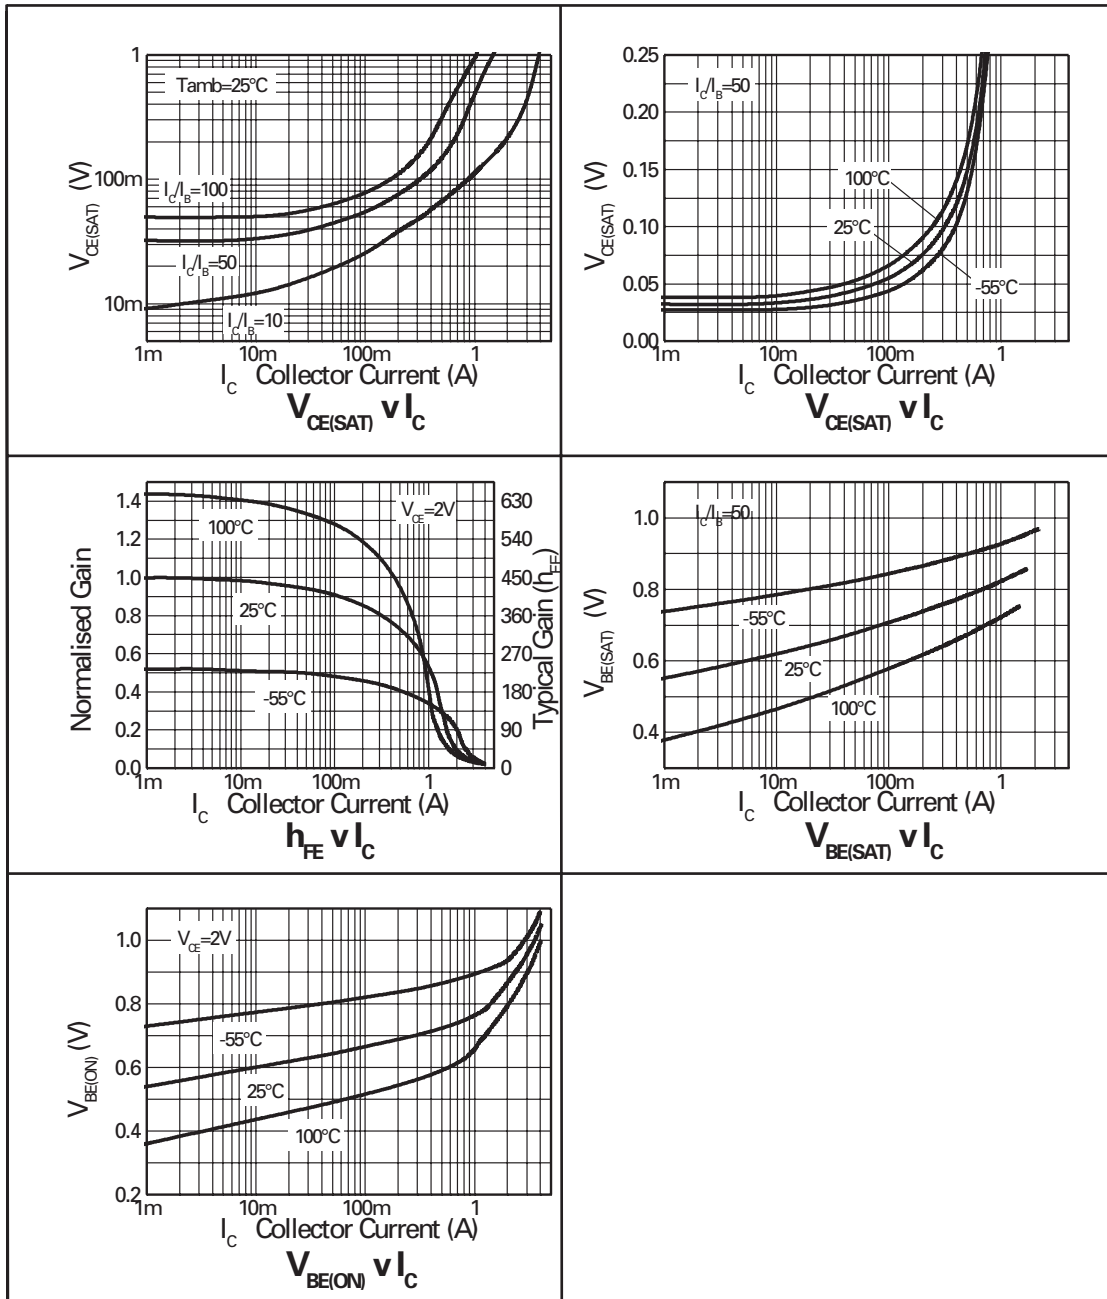 1
100m
10m
V_CE(SAT) (V)
Tamb=25°C
I_C/I_B=100
I_C/I_B=50
I_C/I_B=10
1m 10m 100m 1
I_C Collector Current (A)
V_CE(SAT) v I_C
0.25
0.20
0.15
0.10
0.05
0.00
V_CE(SAT) (V)
I_C/I_B=50
100°C
25°C
-55°C
1m 10m 100m 1
I_C Collector Current (A)
V_CE(SAT) v I_C
1.4
1.2
1.0
0.8
0.6
0.4
0.2
0.0
Normalised Gain
V_CE=2V
100°C
25°C
-55°C
630
540
450
360
270
180
90
0
Typical Gain (h_FE)
1m 10m 100m 1
I_C Collector Current (A)
h_FE v I_C
1.0
0.8
0.6
0.4
V_BE(SAT) (V)
I_C/I_B=50
-55°C
25°C
100°C
1m 10m 100m 1
I_C Collector Current (A)
V_BE(SAT) v I_C
1.0
0.8
0.6
0.4
0.2
V_BE(ON) (V)
V_CE=2V
-55°C
25°C
100°C
1m 10m 100m 1
I_C Collector Current (A)
V_BE(ON) v I_C